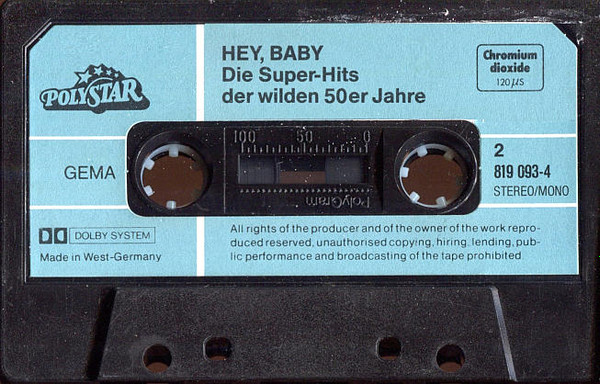 HEY, BABY
Die Super-Hits
der wilden 50er Jahre
Chromium
dioxide
120 µs
POLYSTAR
100 50 0
PolyGram
GEMA
2
819 093-4
STEREO/MONO
DOLBY SYSTEM
Made in West-Germany
All rights of the producer and of the owner of the work repro-
duced reserved, unauthorised copying, hiring, lending, pub-
lic performance and broadcasting of the tape prohibited